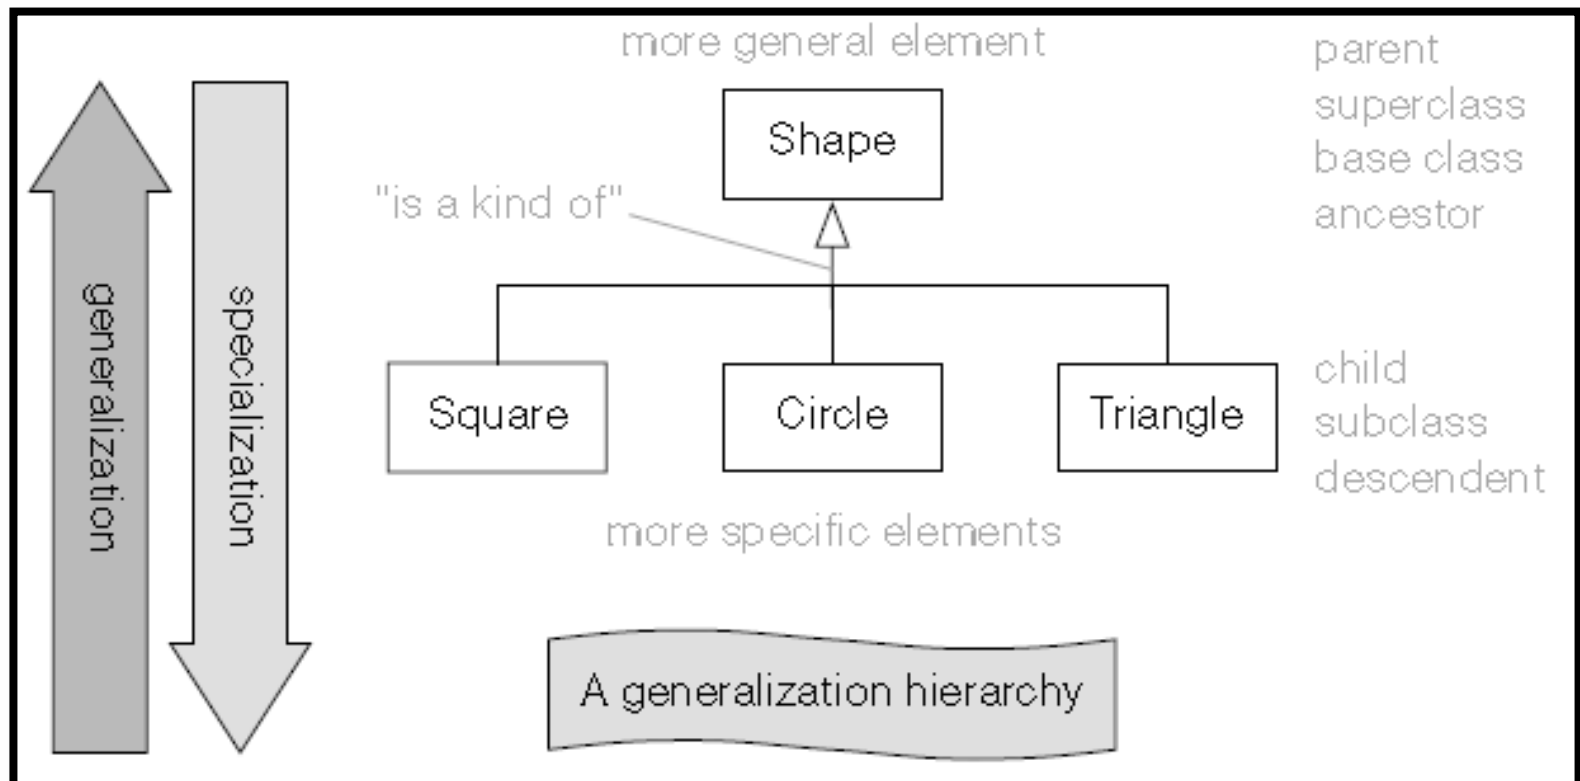 more general element
parent
superclass
base class
ancestor
Shape
"is a kind of"
generalization
specialization
Square
Circle
Triangle
child
subclass
descendent
more specific elements
A generalization hierarchy